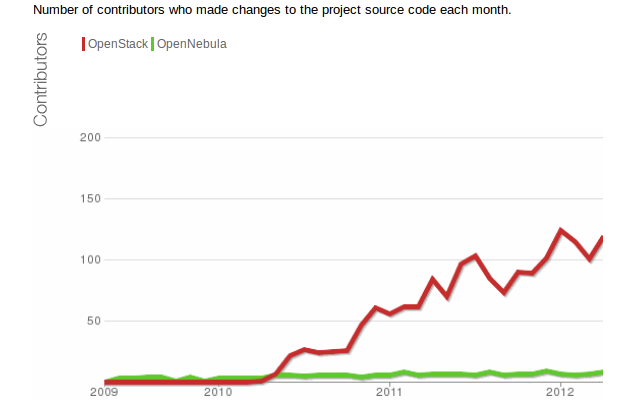 Number of contributors who made changes to the project source code each month.
OpenStack OpenNebula
Contributors
200
150
100
50
2009 2010 2011 2012